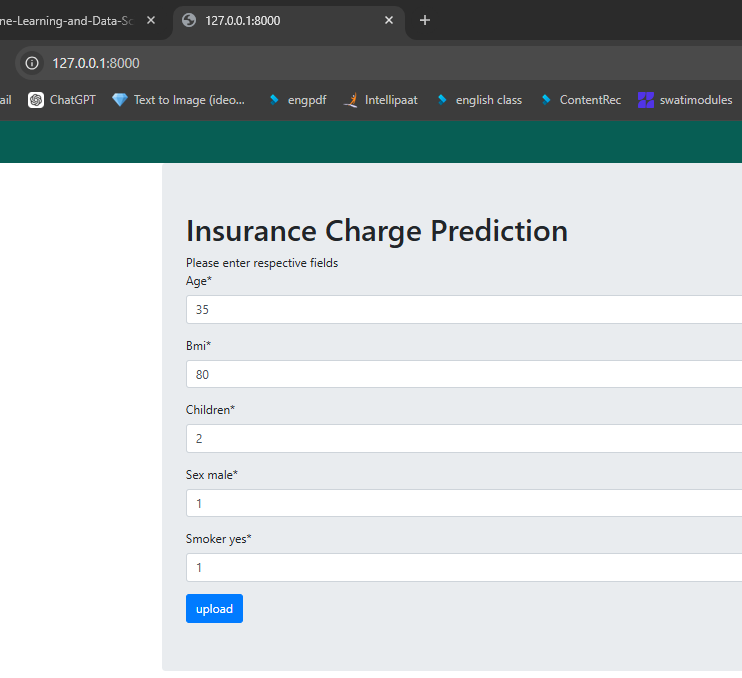 ne-Learning-and-Data-Sc
127.0.0.1:8000
127.0.0.1:8000
ail ChatGPT Text to Image (ideo... engpdf Intellipaat english class ContentRec swatimodules
Insurance Charge Prediction
Please enter respective fields
Age*
35
Bmi*
80
Children*
2
Sex male*
1
Smoker yes*
1
upload